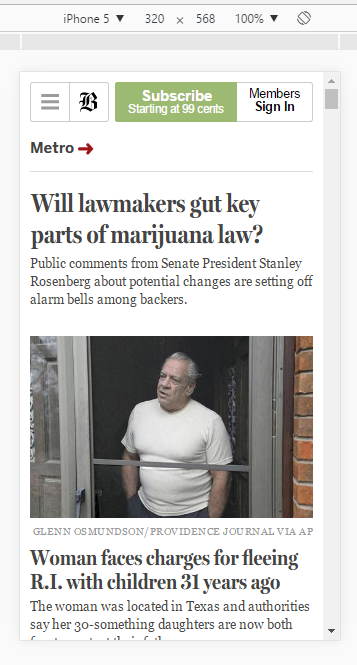 iPhone 5 ▼ 320 × 568 100% ▼
B
Subscribe
Starting at 99 cents
Members
Sign In
Metro
Will lawmakers gut key
parts of marijuana law?
Public comments from Senate President Stanley
Rosenberg about potential changes are setting off
alarm bells among backers.
GLENN OSMUNDSON/PROVIDENCE JOURNAL VIA AP
Woman faces charges for fleeing
R.I. with children 31 years ago
The woman was located in Texas and authorities
say her 30-something daughters are now both